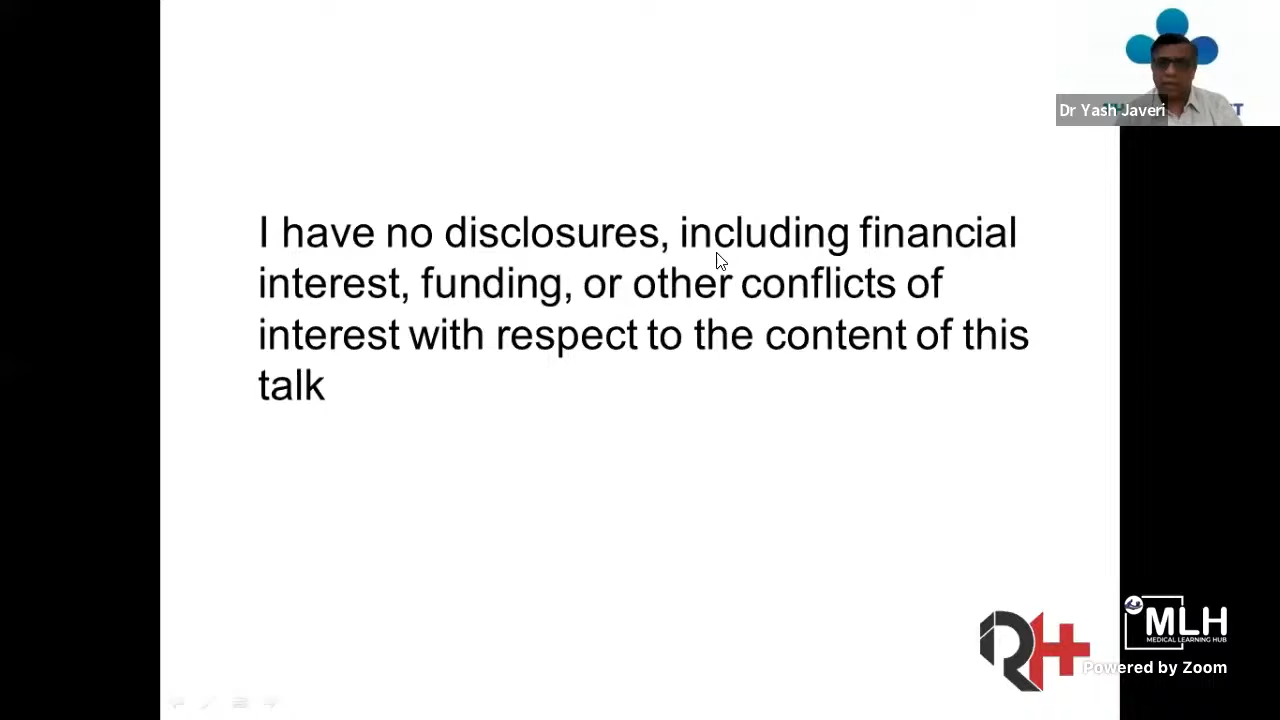 Dr Yash Javeri
I have no disclosures, including financial
interest, funding, or other conflicts of
interest with respect to the content of this
talk
RH
MLH
MEDICAL LEARNING HUB
Powered by Zoom